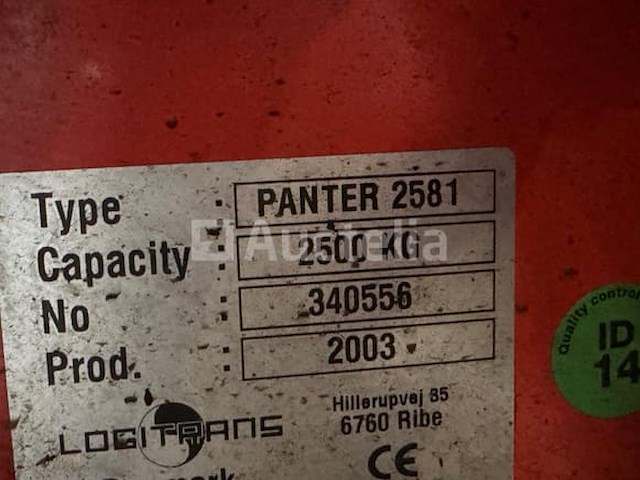 Type : PANTER 2581
Capacity : 2500 KG
No : 340556
Prod. : 2003
LOGITRANS
Hillerupvej 85
6760 Ribe
CE
Quality control
ID
14
Auctelia